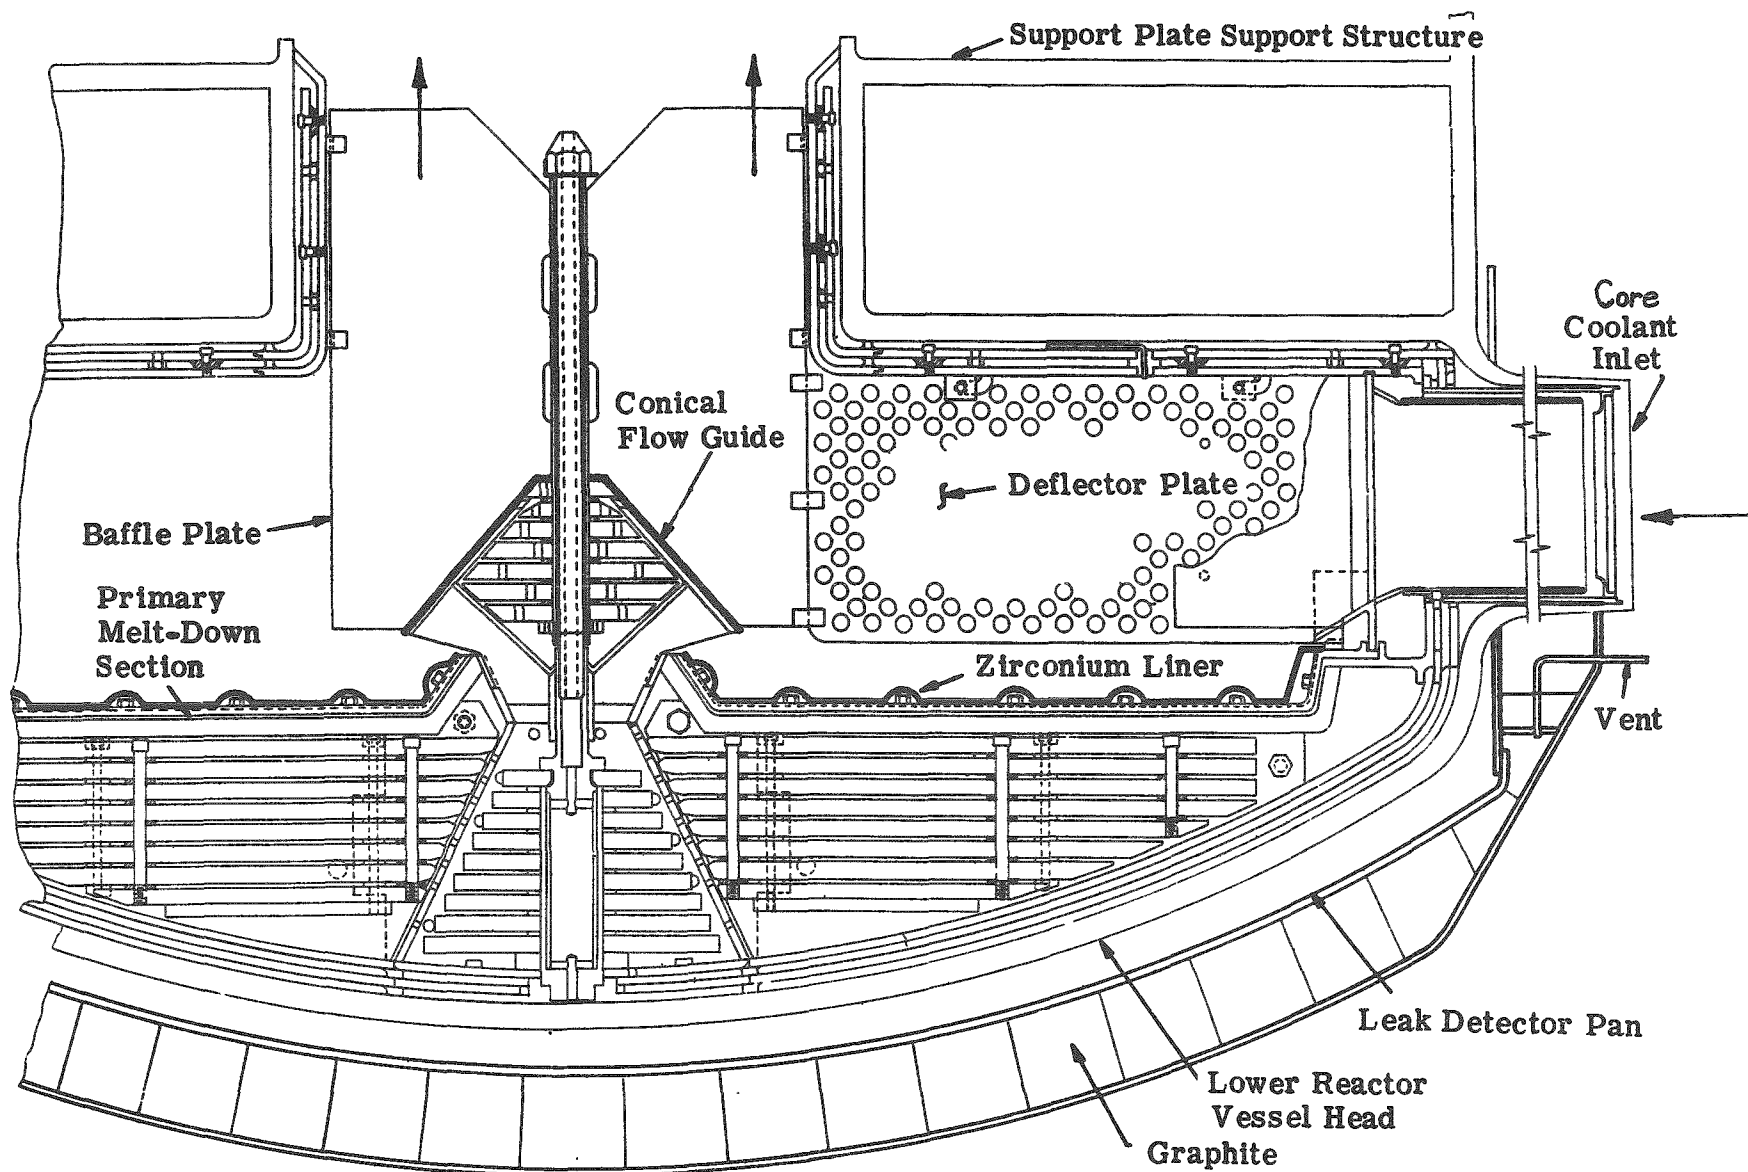 Support Plate Support Structure
Core
Coolant
Inlet
Conical
Flow Guide
a
a
Deflector Plate
Baffle Plate
Primary
Melt-Down
Section
Zirconium Liner
Vent
Leak Detector Pan
Lower Reactor
Vessel Head
Graphite